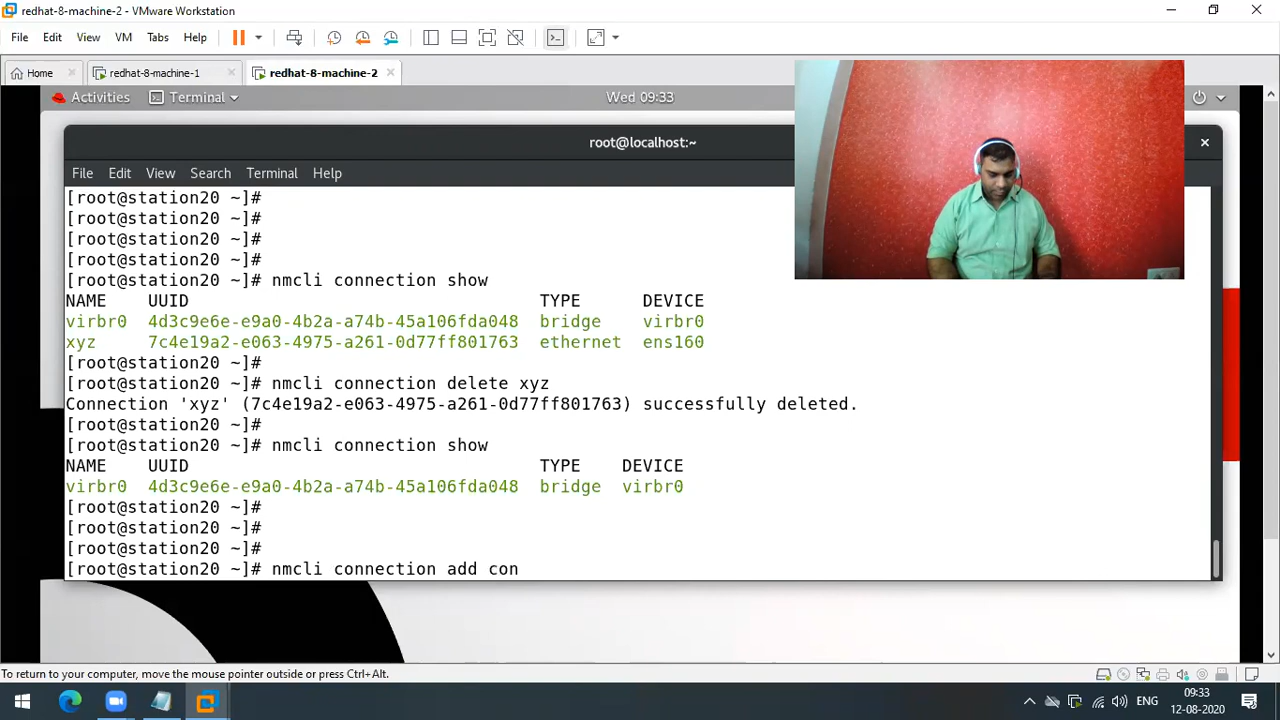 redhat-8-machine-2 - VMware Workstation
File Edit View VM Tabs Help
Home redhat-8-machine-1 redhat-8-machine-2
Activities Terminal Wed 09:33
root@localhost:~
File Edit View Search Terminal Help
[root@station20 ~]#
[root@station20 ~]#
[root@station20 ~]#
[root@station20 ~]#
[root@station20 ~]# nmcli connection show
NAME UUID TYPE DEVICE
virbr0 4d3c9e6e-e9a0-4b2a-a74b-45a106fda048 bridge virbr0
xyz 7c4e19a2-e063-4975-a261-0d77ff801763 ethernet ens160
[root@station20 ~]#
[root@station20 ~]# nmcli connection delete xyz
Connection 'xyz' (7c4e19a2-e063-4975-a261-0d77ff801763) successfully deleted.
[root@station20 ~]#
[root@station20 ~]# nmcli connection show
NAME UUID TYPE DEVICE
virbr0 4d3c9e6e-e9a0-4b2a-a74b-45a106fda048 bridge virbr0
[root@station20 ~]#
[root@station20 ~]#
[root@station20 ~]#
[root@station20 ~]# nmcli connection add con
To return to your computer, move the mouse pointer outside or press Ctrl+Alt.
ENG
09:33
12-08-2020